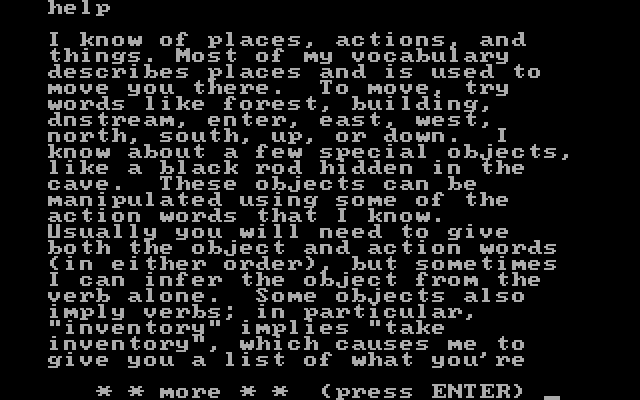 help
I know of places, actions, and
things. Most of my vocabulary
describes places and is used to
move you there.  To move, try
words like forest, building,
dnstream, enter, east, west,
north, south, up, or down.  I
know about a few special objects,
like a black rod hidden in the
cave.  These objects can be
manipulated using some of the
action words that I know.
Usually you will need to give
both the object and action words
(in either order), but sometimes
I can infer the object from the
verb alone.  Some objects also
imply verbs; in particular,
"inventory" implies "take
inventory", which causes me to
give you a list of what you're
* * more * *  (press ENTER) _